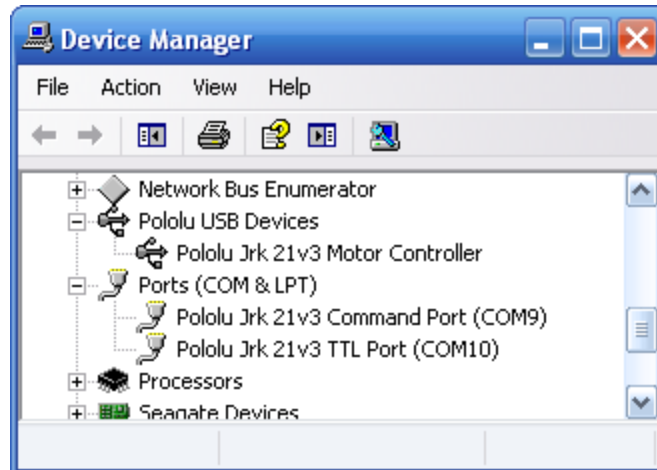 Device Manager
File Action View Help
Network Bus Enumerator
Pololu USB Devices
Pololu Jrk 21v3 Motor Controller
Ports (COM & LPT)
Pololu Jrk 21v3 Command Port (COM9)
Pololu Jrk 21v3 TTL Port (COM10)
Processors
Seagate Devices